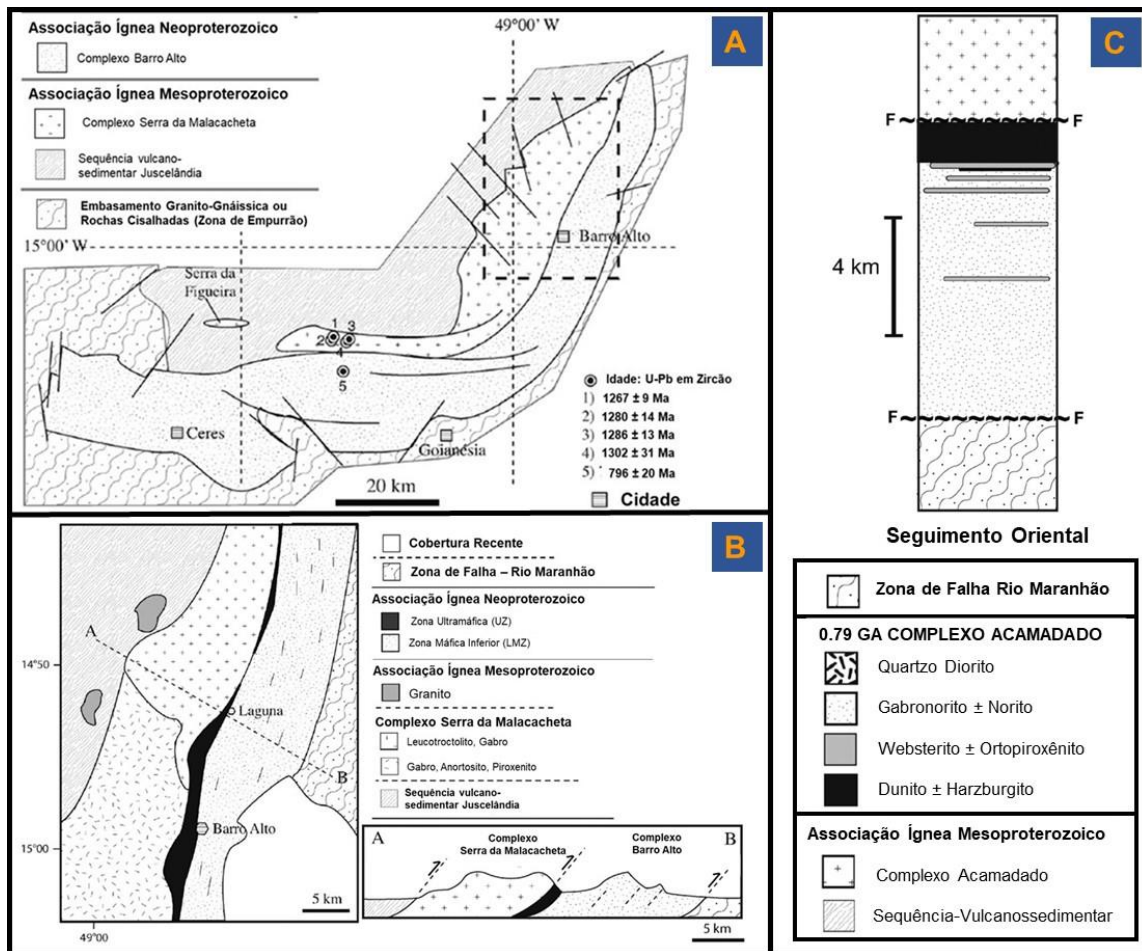 A
Associação Ígnea Neoproterozoico
Complexo Barro Alto
Associação Ígnea Mesoproterozoico
Complexo Serra da Malacacheta
Sequência vulcano-
sedimentar Juscelândia
Embasamento Granito-Gnáissica ou
Rochas Cisalhadas (Zona de Empurrão)
49°00' W
15°00' W
Serra da
Figueira
Barro Alto
1
2
3
4
5
Ceres
Goianésia
20 km
Idade: U-Pb em Zircão
1) 1267 ± 9 Ma
2) 1280 ± 14 Ma
3) 1286 ± 13 Ma
4) 1302 ± 31 Ma
5) 796 ± 20 Ma
Cidade
B
A
14°50
Laguna
B
Barro Alto
15°00
5 km
49°00
Cobertura Recente
Zona de Falha – Rio Maranhão
Associação Ígnea Neoproterozoico
Zona Ultramáfica (UZ)
Zona Máfica Inferior (LMZ)
Associação Ígnea Mesoproterozoico
Granito
Complexo Serra da Malacacheta
Leucotroctolito, Gabro
Gabro, Anortosito, Piroxenito
Sequência vulcano-
sedimentar Juscelândia
A
Complexo
Serra da Malacacheta
Complexo
Barro Alto
B
5 km
C
F
F
4 km
F
F
Seguimento Oriental
Zona de Falha Rio Maranhão
0.79 GA COMPLEXO ACAMADADO
Quartzo Diorito
Gabronorito ± Norito
Websterito ± Ortopiroxênito
Dunito ± Harzburgito
Associação Ígnea Mesoproterozoico
Complexo Acamadado
Sequência-Vulcanossedimentar